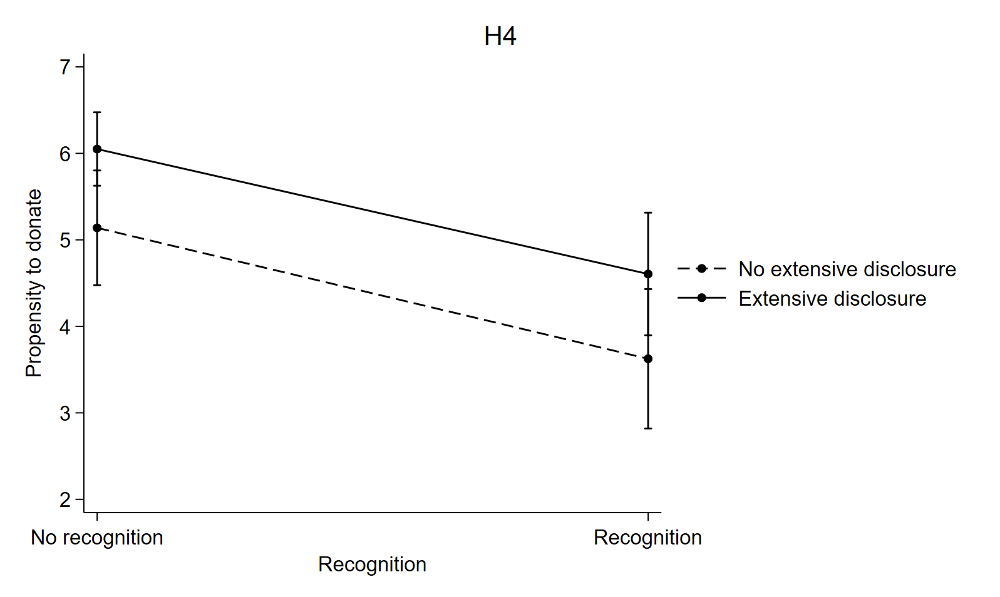 H4
7
6
5
4
3
2
Propensity to donate
No recognition
Recognition
Recognition
No extensive disclosure
Extensive disclosure